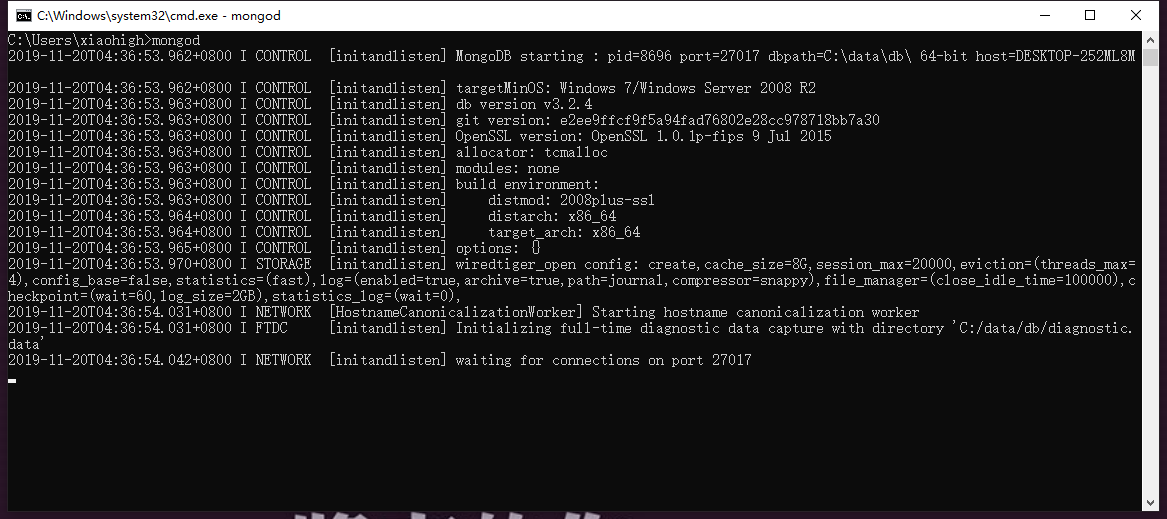 C:\Windows\system32\cmd.exe - mongod
C:\Users\xiaohigh>mongod
2019-11-20T04:36:53.962+0800 I CONTROL  [initandlisten] MongoDB starting : pid=8696 port=27017 dbpath=C:\data\db\ 64-bit host=DESKTOP-252ML8M
2019-11-20T04:36:53.962+0800 I CONTROL  [initandlisten] targetMinOS: Windows 7/Windows Server 2008 R2
2019-11-20T04:36:53.963+0800 I CONTROL  [initandlisten] db version v3.2.4
2019-11-20T04:36:53.963+0800 I CONTROL  [initandlisten] git version: e2ee9ffcf9f5a94fad76802e28cc978718bb7a30
2019-11-20T04:36:53.963+0800 I CONTROL  [initandlisten] OpenSSL version: OpenSSL 1.0.1p-fips 9 Jul 2015
2019-11-20T04:36:53.963+0800 I CONTROL  [initandlisten] allocator: tcmalloc
2019-11-20T04:36:53.963+0800 I CONTROL  [initandlisten] modules: none
2019-11-20T04:36:53.963+0800 I CONTROL  [initandlisten] build environment:
2019-11-20T04:36:53.963+0800 I CONTROL  [initandlisten]     distmod: 2008plus-ssl
2019-11-20T04:36:53.964+0800 I CONTROL  [initandlisten]     distarch: x86_64
2019-11-20T04:36:53.964+0800 I CONTROL  [initandlisten]     target_arch: x86_64
2019-11-20T04:36:53.965+0800 I CONTROL  [initandlisten] options: {}
2019-11-20T04:36:53.970+0800 I STORAGE  [initandlisten] wiredtiger_open config: create,cache_size=8G,session_max=20000,eviction=(threads_max=
4),config_base=false,statistics=(fast),log=(enabled=true,archive=true,path=journal,compressor=snappy),file_manager=(close_idle_time=100000),c
heckpoint=(wait=60,log_size=2GB),statistics_log=(wait=0),
2019-11-20T04:36:54.031+0800 I NETWORK  [HostnameCanonicalizationWorker] Starting hostname canonicalization worker
2019-11-20T04:36:54.031+0800 I FTDC     [initandlisten] Initializing full-time diagnostic data capture with directory 'C:/data/db/diagnostic.
data'
2019-11-20T04:36:54.042+0800 I NETWORK  [initandlisten] waiting for connections on port 27017